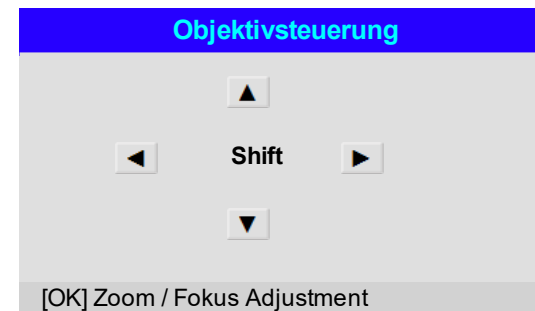 Objektivsteuerung
▲
◄ Shift ►
▼
[OK] Zoom / Fokus Adjustment